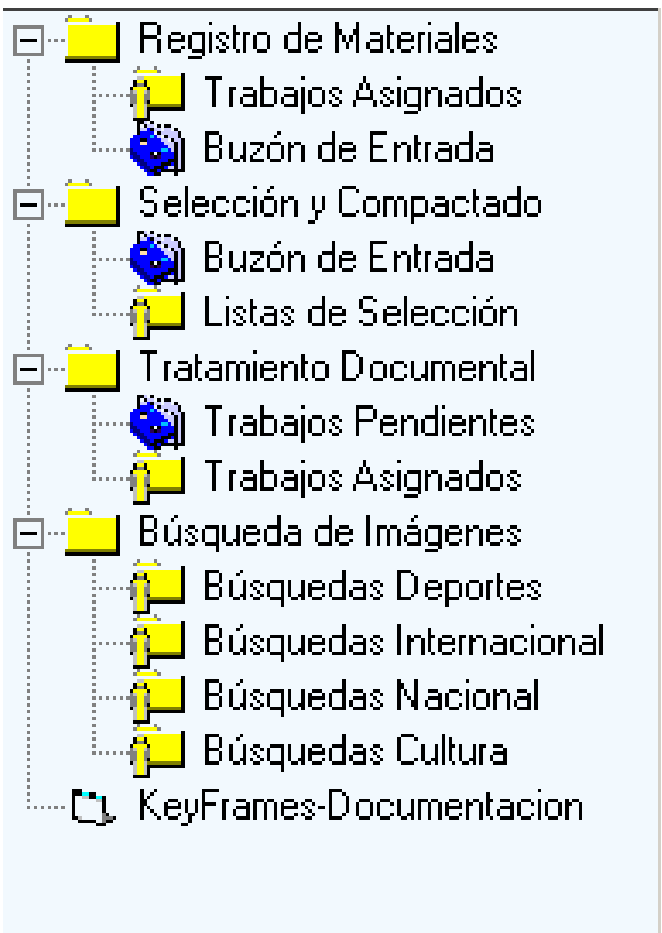 Registro de Materiales
Trabajos Asignados
Buzón de Entrada
Selección y Compactado
Buzón de Entrada
Listas de Selección
Tratamiento Documental
Trabajos Pendientes
Trabajos Asignados
Búsqueda de Imágenes
Búsquedas Deportes
Búsquedas Internacional
Búsquedas Nacional
Búsquedas Cultura
KeyFrames-Documentacion